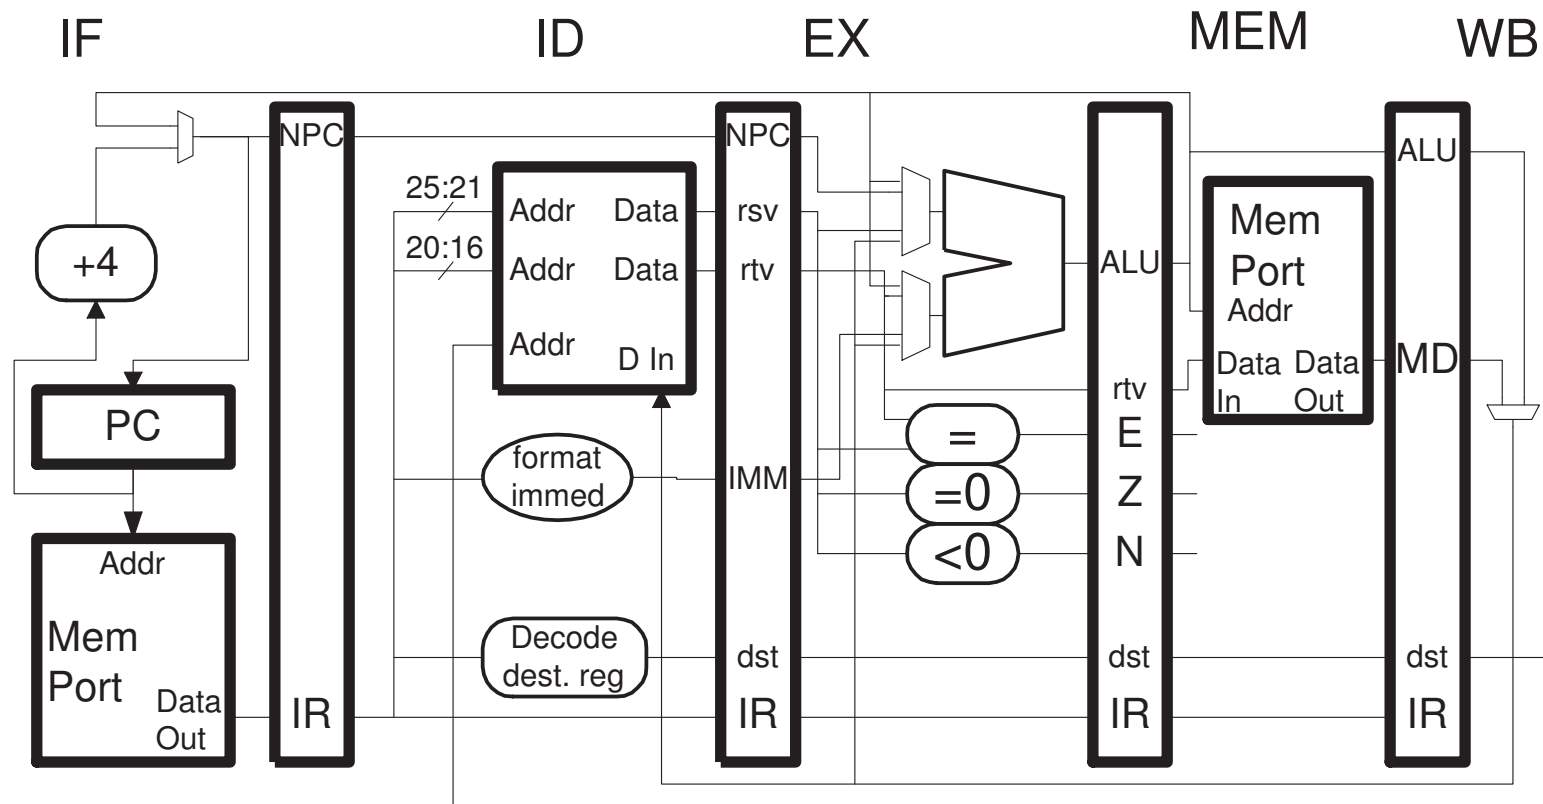 IF
ID
EX
MEM
WB
+4
PC
Addr
Mem
Port
Data
Out
NPC
IR
25:21
20:16
Addr
Data
Addr
Data
Addr
D In
format
immed
Decode
dest. reg
NPC
rsv
rtv
IMM
dst
IR
=
=0
<0
ALU
rtv
E
Z
N
dst
IR
Mem
Port
Addr
Data
In
Data
Out
ALU
MD
dst
IR